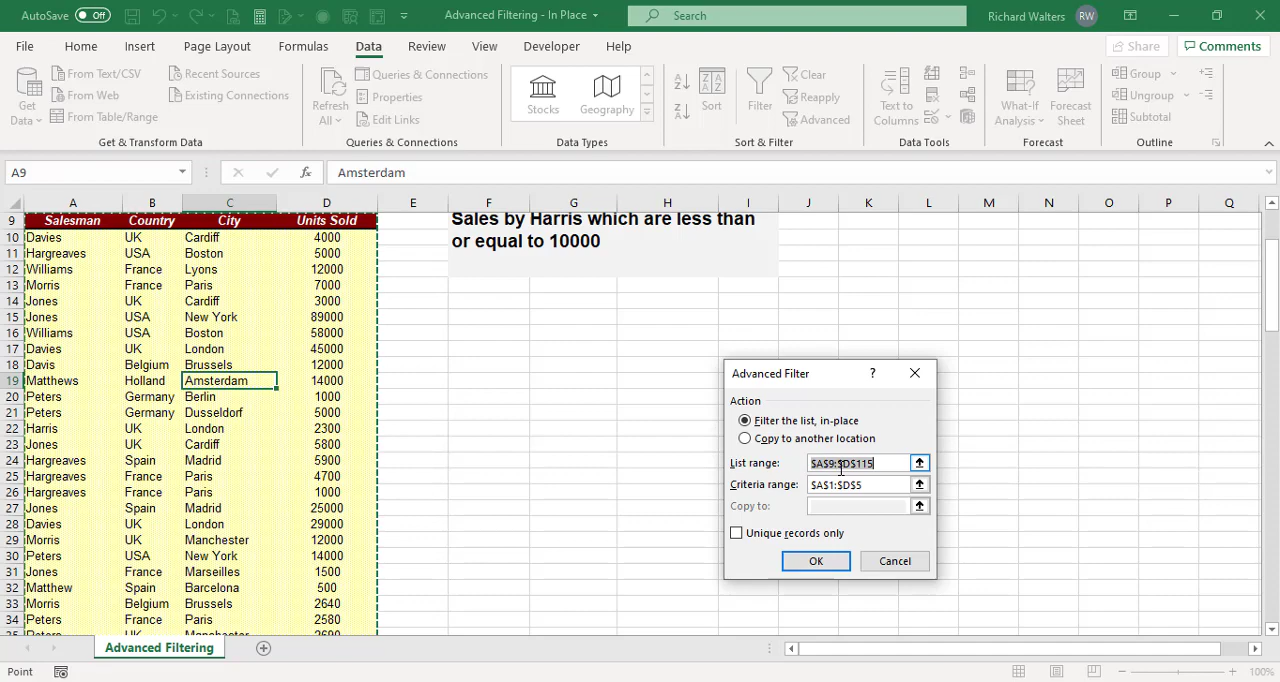 AutoSave Off Advanced Filtering - In Place Search Richard Walters RW
File Home Insert Page Layout Formulas Data Review View Developer Help Share Comments
Get Data From Text/CSV Recent Sources
From Web Existing Connections
From Table/Range
Refresh All Queries & Connections
Properties
Edit Links
Stocks Geography
Sort Filter Clear
Reapply
Advanced
Text to Columns
What-If Analysis Forecast Sheet
Group
Ungroup
Subtotal
Get & Transform Data Queries & Connections Data Types Sort & Filter Data Tools Forecast Outline
A9 fx Amsterdam
A B C D E F G H I J K L M N O P Q
9 Salesman Country City Units Sold
10 Davies UK Cardiff 4000
11 Hargreaves USA Boston 5000
12 Williams France Lyons 12000
13 Morris France Paris 7000
14 Jones UK Cardiff 3000
15 Jones USA New York 89000
16 Williams USA Boston 58000
17 Davies UK London 45000
18 Davis Belgium Brussels 12000
19 Matthews Holland Amsterdam 14000
20 Peters Germany Berlin 1000
21 Peters Germany Dusseldorf 5000
22 Harris UK London 2300
23 Jones UK Cardiff 5800
24 Hargreaves Spain Madrid 5900
25 Hargreaves France Paris 4700
26 Hargreaves France Paris 1000
27 Jones Spain Madrid 25000
28 Davies UK London 29000
29 Morris UK Manchester 12000
30 Peters USA New York 14000
31 Jones France Marseilles 1500
32 Matthew Spain Barcelona 500
33 Morris Belgium Brussels 2640
34 Peters France Paris 2580
35 Peters UK Manchester 2690
Sales by Harris which are less than
or equal to 10000
Advanced Filter ?
Action
Filter the list, in-place
Copy to another location
List range: $A$9:$D$115
Criteria range: $A$1:$D$5
Copy to:
Unique records only
OK Cancel
Advanced Filtering
Point 100%